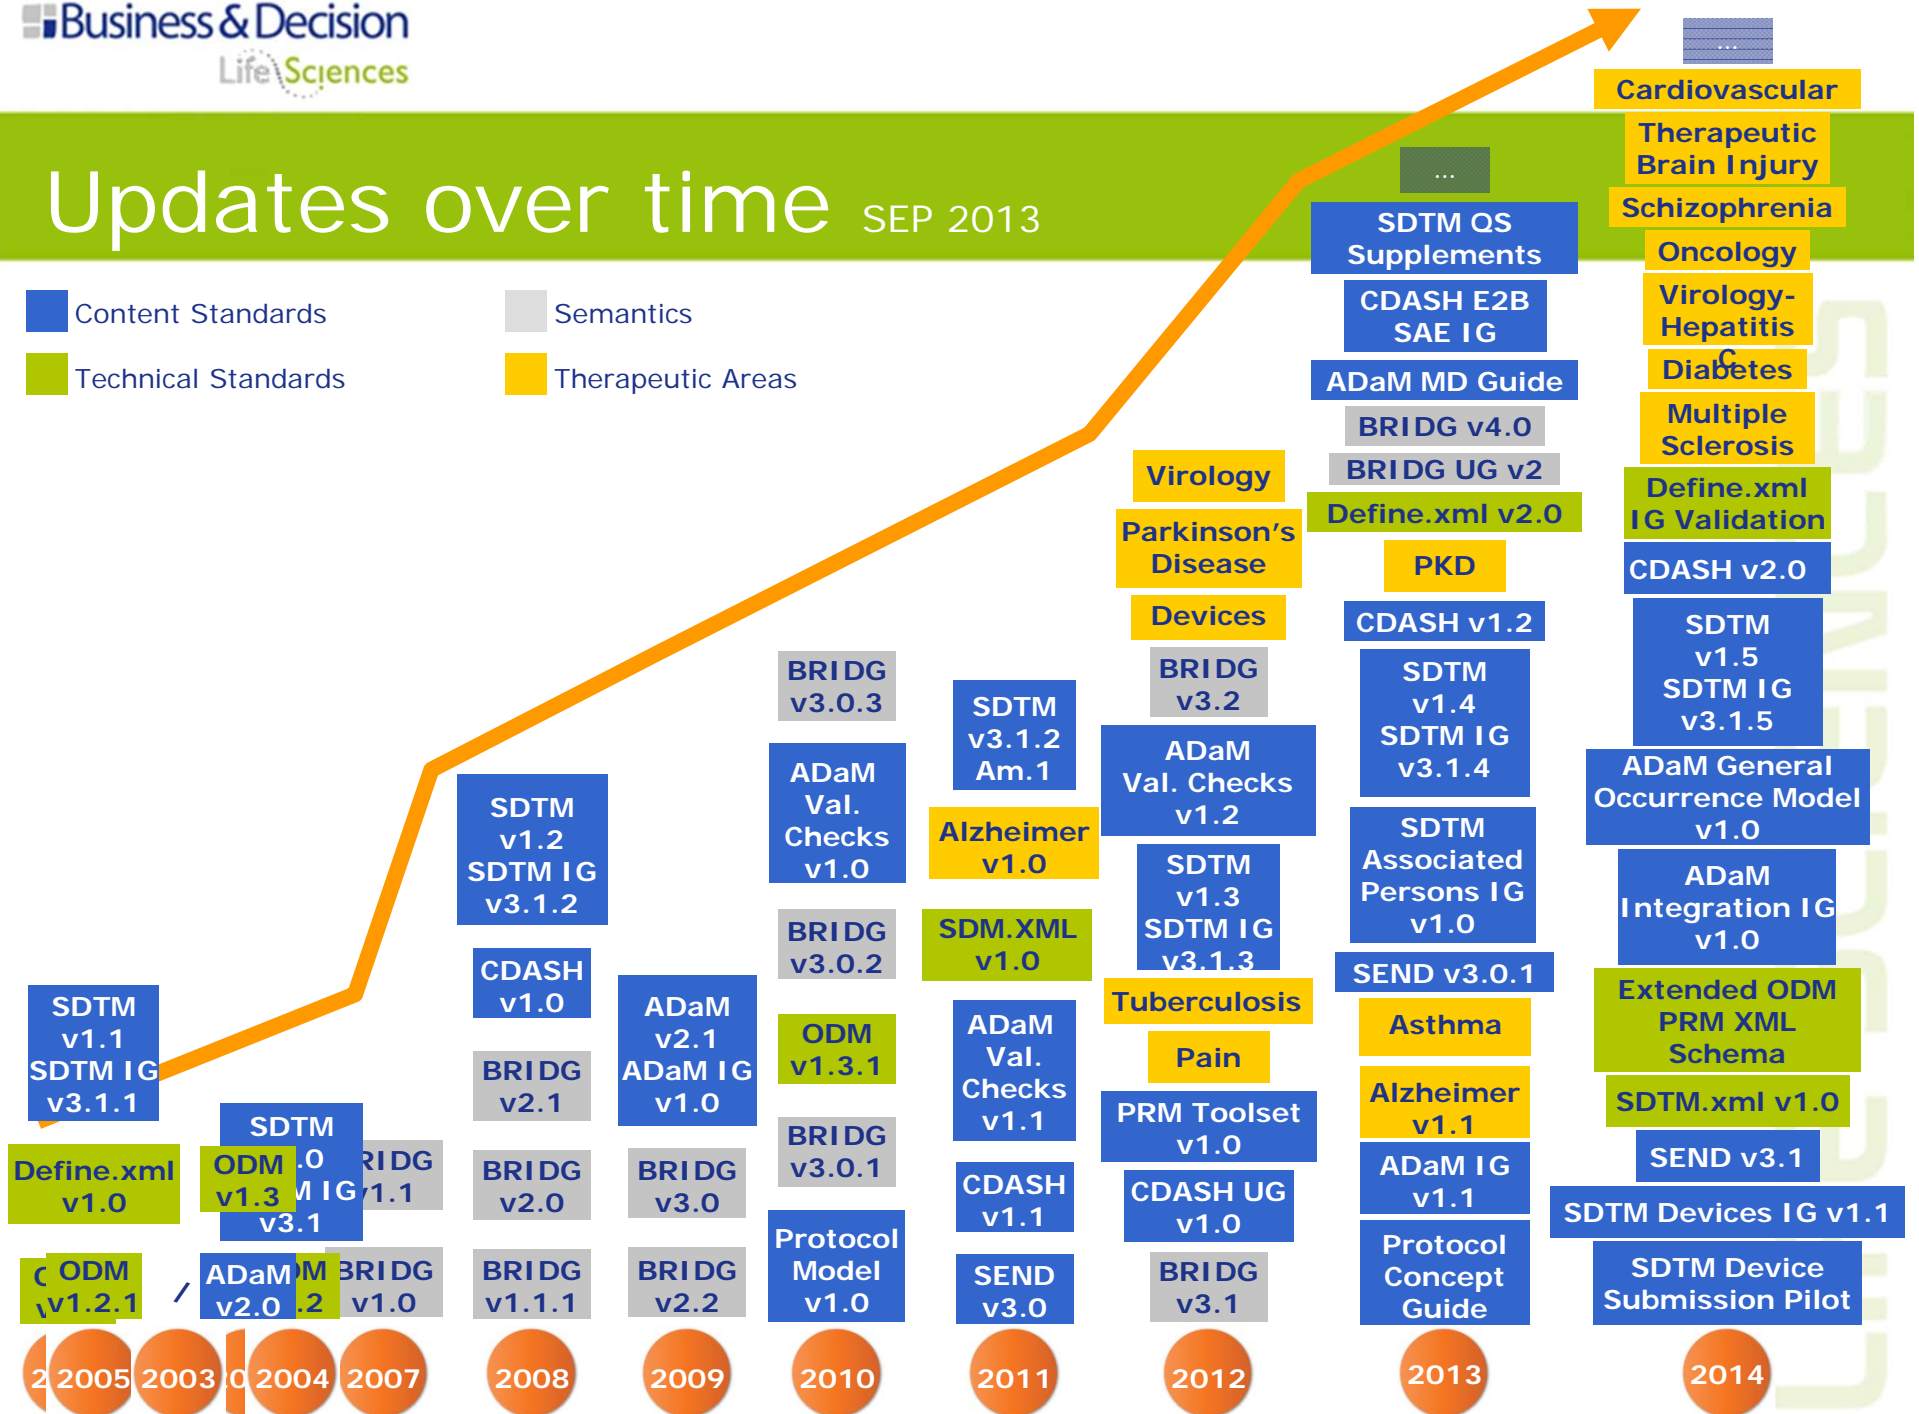 Business & Decision
Life Sciences
Updates over time SEP 2013
Content Standards
Semantics
Technical Standards
Therapeutic Areas
SDTM
v1.1
SDTM IG
v3.1.1
Define.xml
v1.0
ODM
v1.2.1
2005
2003
/
SDTM
.0
M IG
v3.1
ODM
v1.3
ADaM
v2.0
.2
2004
RIDG
v1.1
BRIDG
v1.0
2007
SDTM
v1.2
SDTM IG
v3.1.2
CDASH
v1.0
BRIDG
v2.1
BRIDG
v2.0
BRIDG
v1.1.1
2008
ADaM
v2.1
ADaM IG
v1.0
BRIDG
v3.0
BRIDG
v2.2
2009
BRIDG
v3.0.3
ADaM
Val.
Checks
v1.0
BRIDG
v3.0.2
ODM
v1.3.1
BRIDG
v3.0.1
Protocol
Model
v1.0
2010
SDTM
v3.1.2
Am.1
Alzheimer
v1.0
SDM.XML
v1.0
ADaM
Val.
Checks
v1.1
CDASH
v1.1
SEND
v3.0
2011
Virology
Parkinson's
Disease
Devices
BRIDG
v3.2
ADaM
Val. Checks
v1.2
SDTM
v1.3
SDTM IG
v3.1.3
Tuberculosis
Pain
PRM Toolset
v1.0
CDASH UG
v1.0
BRIDG
v3.1
2012
...
SDTM QS
Supplements
CDASH E2B
SAE IG
ADaM MD Guide
BRIDG v4.0
BRIDG UG v2
Define.xml v2.0
PKD
CDASH v1.2
SDTM
v1.4
SDTM IG
v3.1.4
SDTM
Associated
Persons IG
v1.0
SEND v3.0.1
Asthma
Alzheimer
v1.1
ADaM IG
v1.1
Protocol
Concept
Guide
2013
...
Cardiovascular
Therapeutic
Brain Injury
Schizophrenia
Oncology
Virology-
Hepatitis
C
Diabetes
Multiple
Sclerosis
Define.xml
IG Validation
CDASH v2.0
SDTM
v1.5
SDTM IG
v3.1.5
ADaM General
Occurrence Model
v1.0
ADaM
Integration IG
v1.0
Extended ODM
PRM XML
Schema
SDTM.xml v1.0
SEND v3.1
SDTM Devices IG v1.1
SDTM Device
Submission Pilot
2014